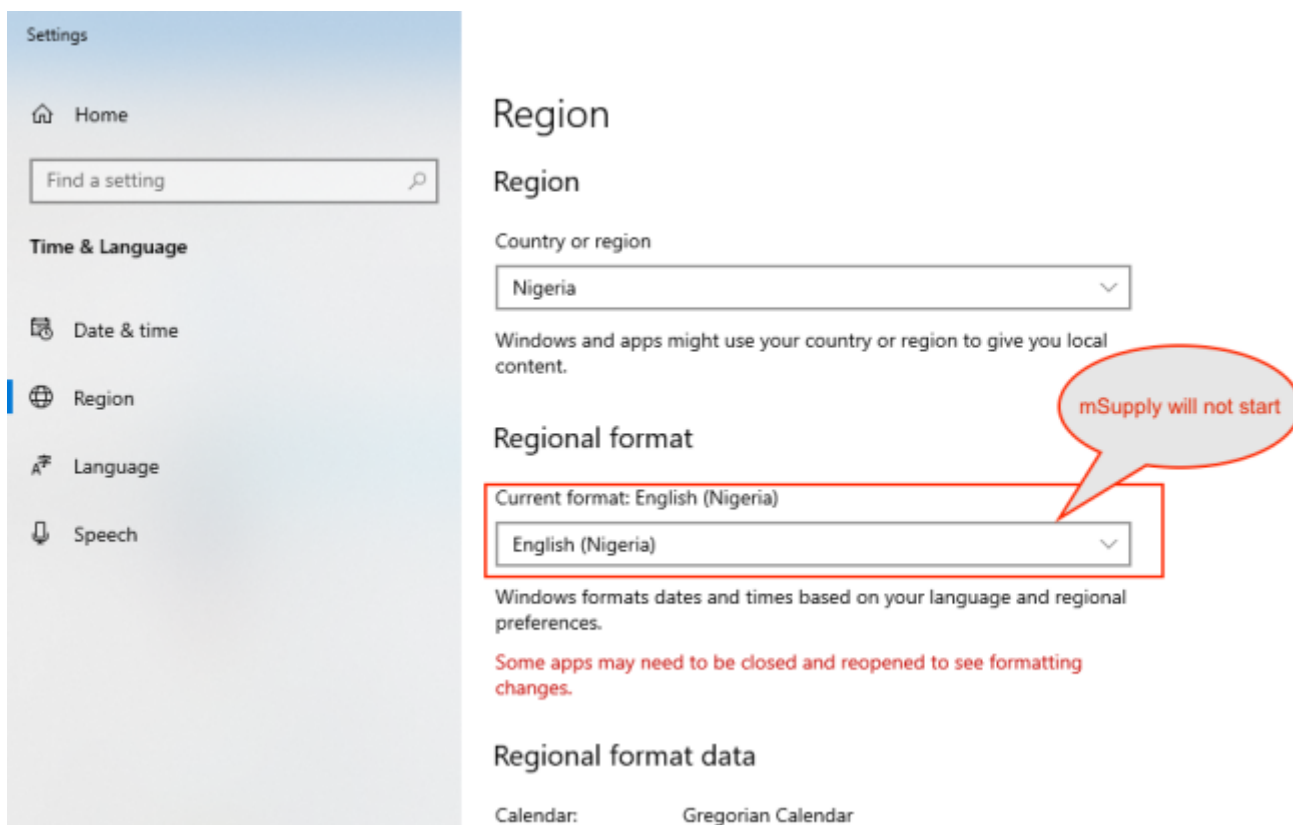 Settings
Home
Find a setting
Time & Language
Date & time
Region
Language
Speech
Region
Region
Country or region
Nigeria
Windows and apps might use your country or region to give you local
content.
mSupply will not start
Regional format
Current format: English (Nigeria)
English (Nigeria)
Windows formats dates and times based on your language and regional
preferences.
Some apps may need to be closed and reopened to see formatting
changes.
Regional format data
Calendar: Gregorian Calendar